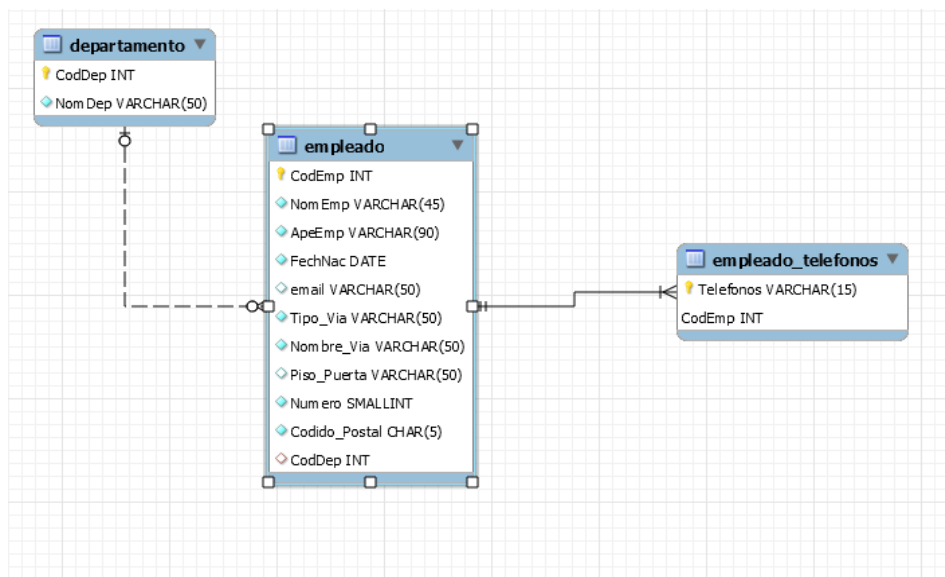 departamento
CodDep INT
NomDep VARCHAR(50)
empleado
CodEmp INT
NomEmp VARCHAR(45)
ApeEmp VARCHAR(90)
FechNac DATE
email VARCHAR(50)
Tipo_Via VARCHAR(50)
Nombre_Via VARCHAR(50)
Piso_Puerta VARCHAR(50)
Numero SMALLINT
Codido_Postal CHAR(5)
CodDep INT
empleado_telefonos
Telefonos VARCHAR(15)
CodEmp INT